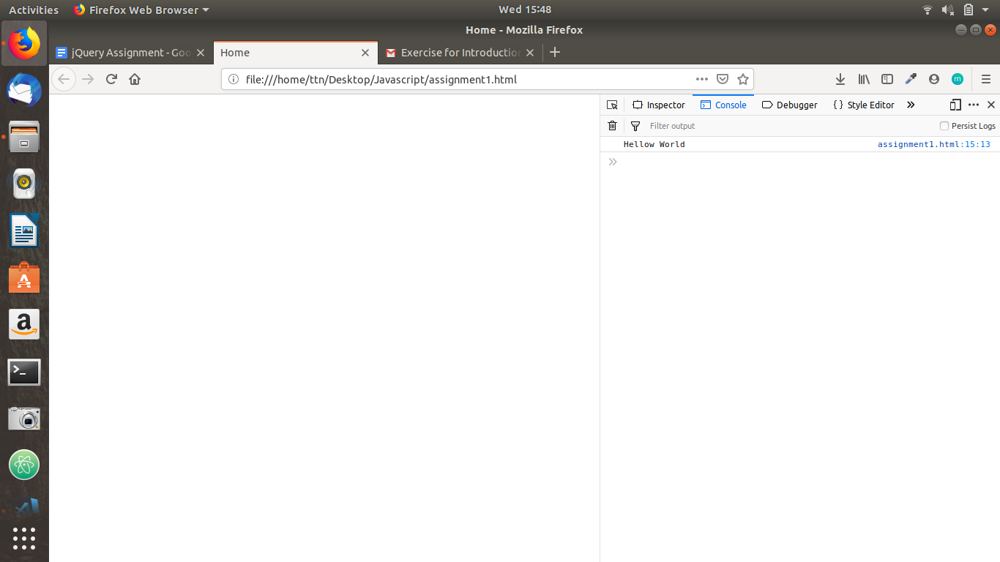 Activities
Firefox Web Browser
Wed 15:48
Home - Mozilla Firefox
jQuery Assignment - Goo
Home
Exercise for Introduction
file:///home/ttn/Desktop/Javascript/assignment1.html
m
Inspector
Console
Debugger
{ } Style Editor
Filter output
Persist Logs
Hellow World
assignment1.html:15:13